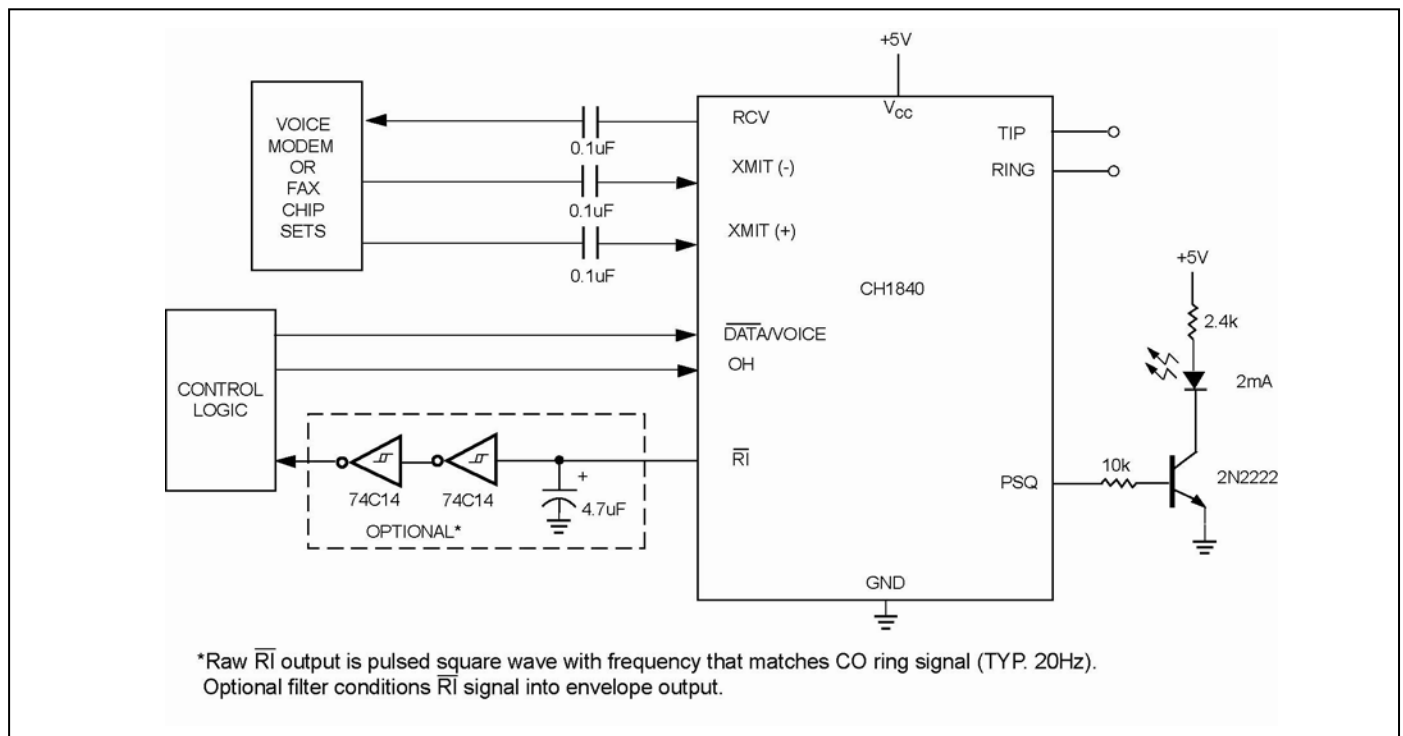 +5V
VOICE
MODEM
OR
FAX
CHIP
SETS
0.1uF
0.1uF
0.1uF
RCV
XMIT (-)
XMIT (+)
VCC
TIP
RING
CH1840
+5V
2.4k
2mA
CONTROL
LOGIC
DATA/VOICE
OH
RI
74C14
74C14
+
4.7uF
OPTIONAL*
PSQ
10k
2N2222
GND
*Raw RI output is pulsed square wave with frequency that matches CO ring signal (TYP. 20Hz).
Optional filter conditions RI signal into envelope output.